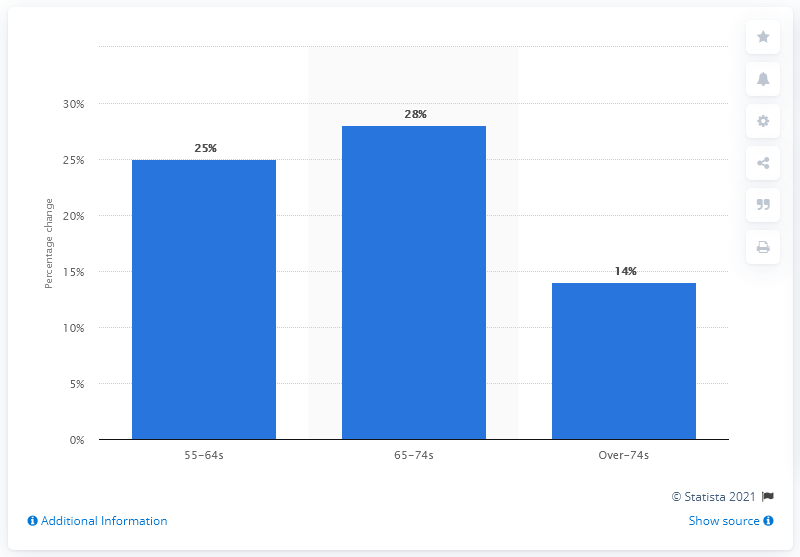 30%
25%
20%
15%
10%
5%
0%
Percentage change
25%
28%
14%
55–64s
65–74s
Over–74s
© Statista 2021
Additional Information
Show source